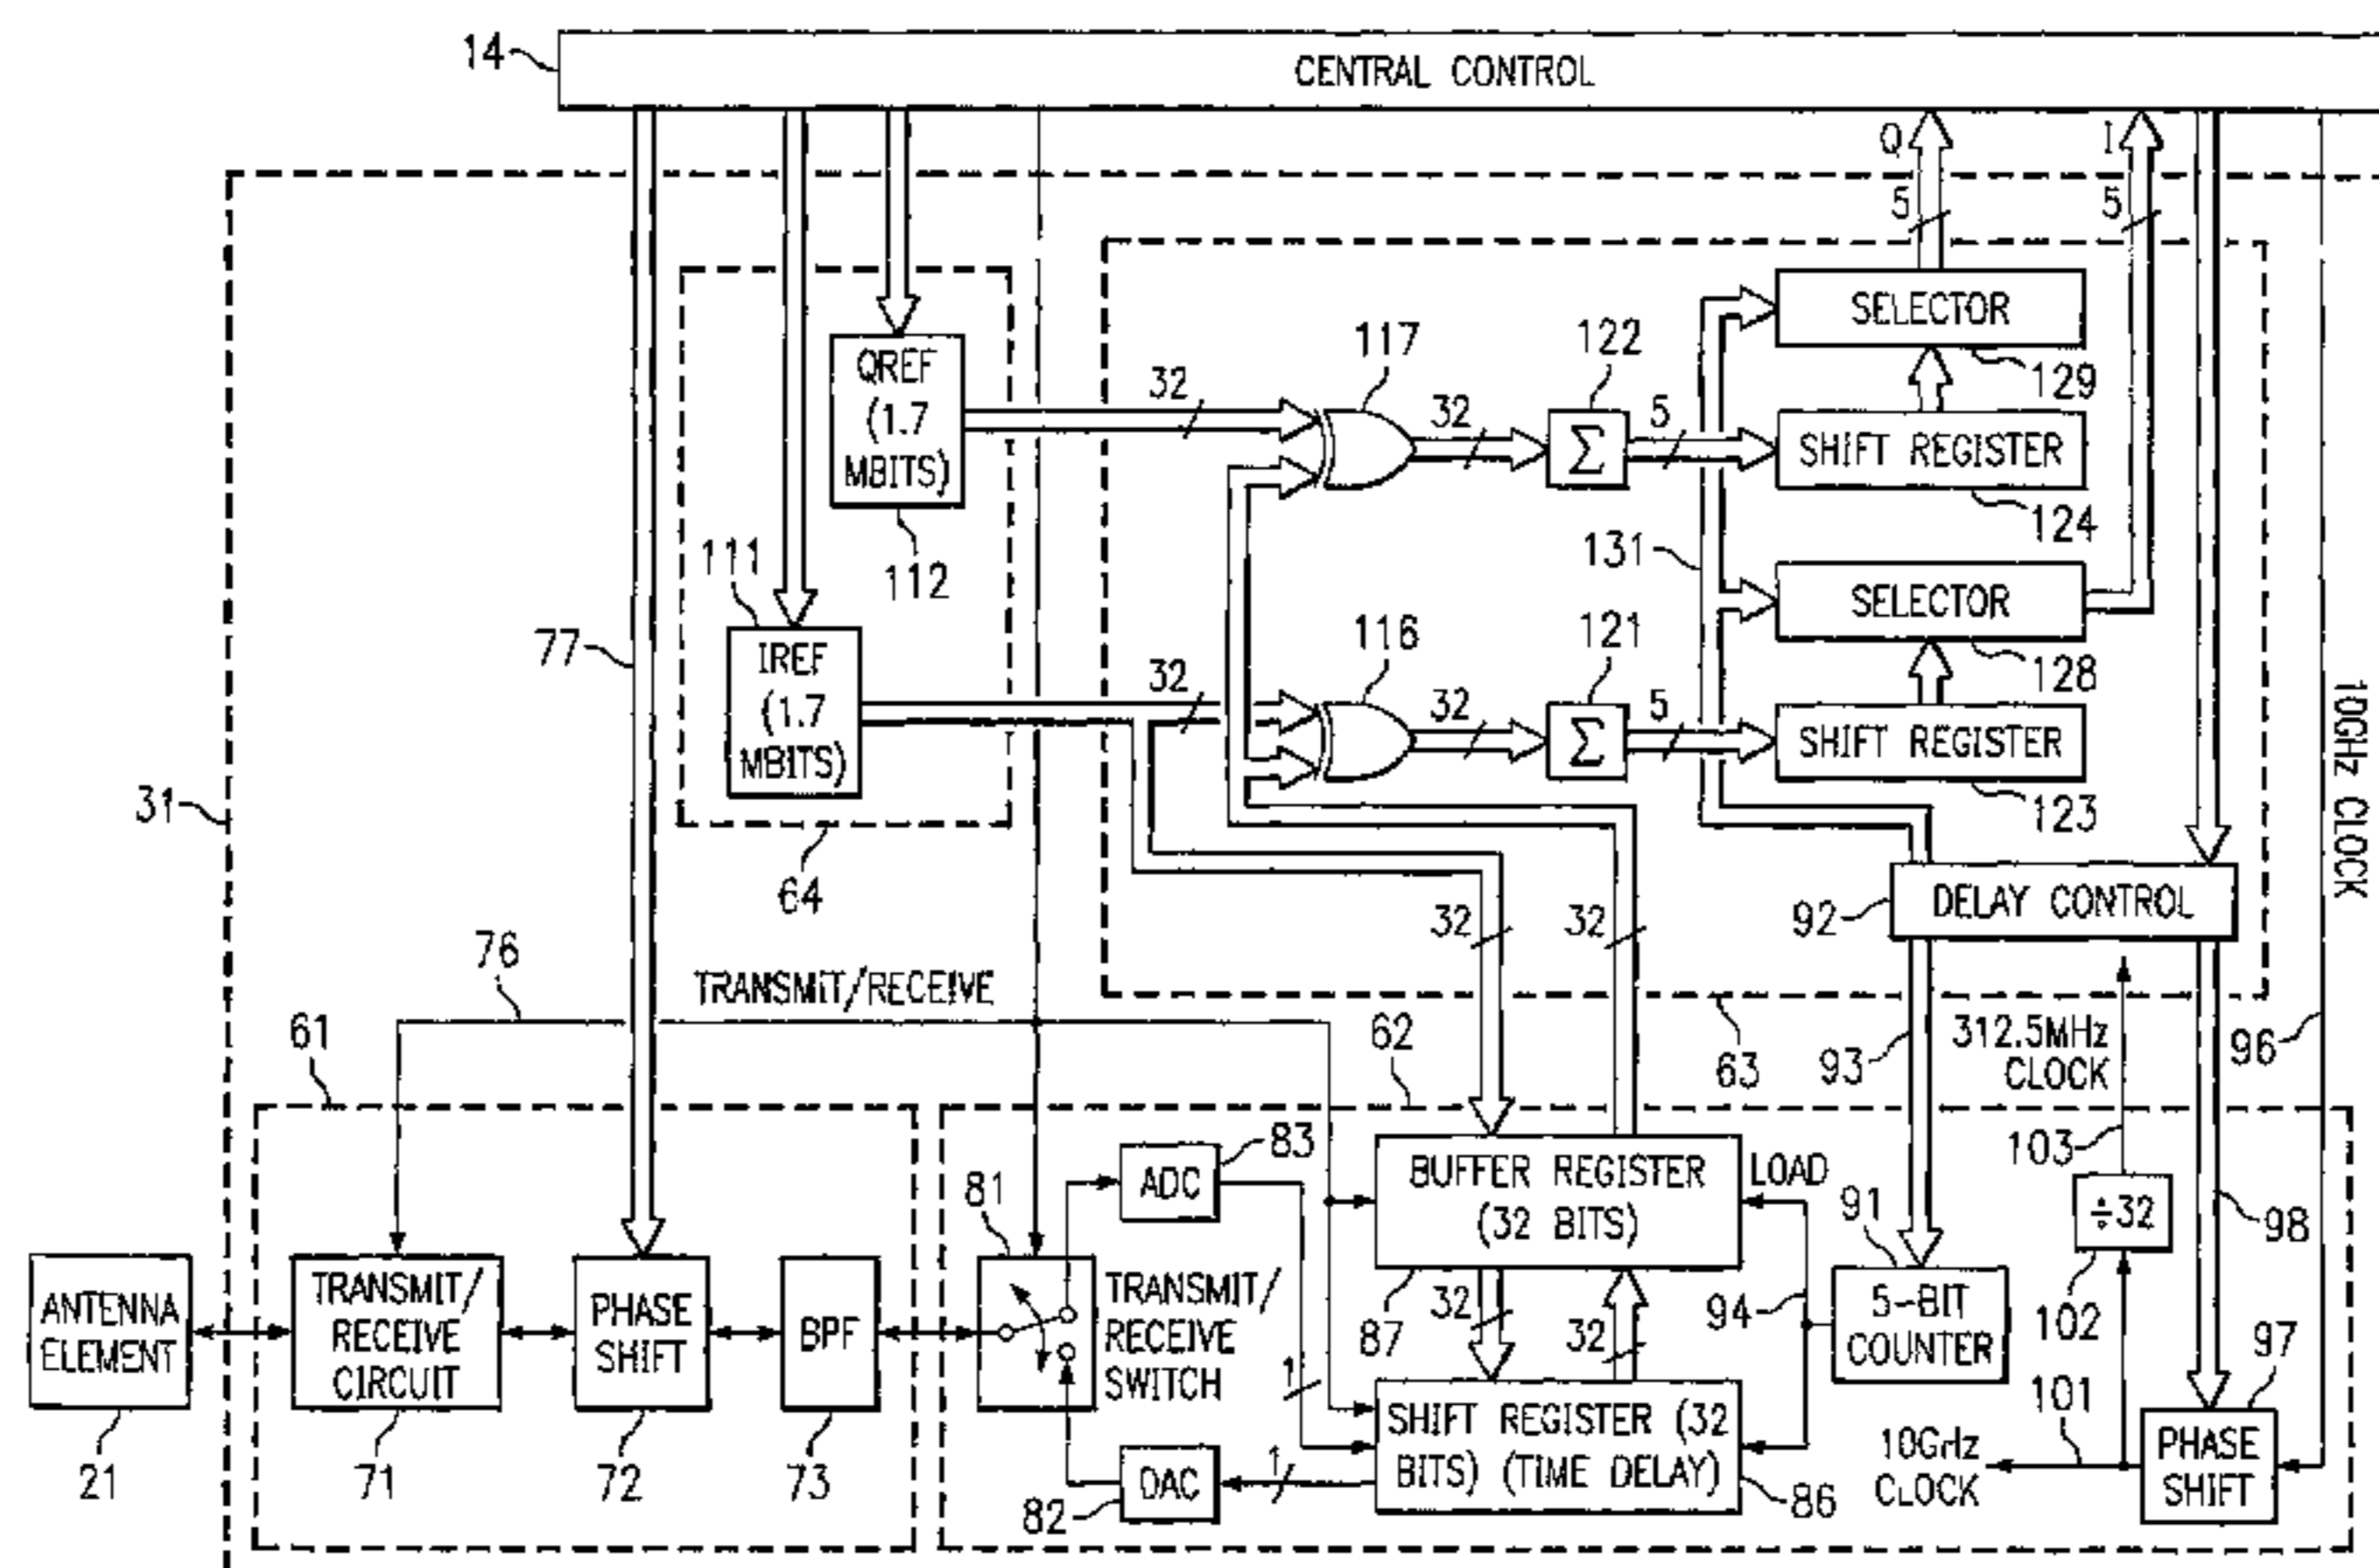 14
CENTRAL CONTROL
Q
I
5
5
SELECTOR
129
117
122
QREF
(1.7
MBITS)
112
32
32
Σ
5
SHIFT REGISTER
124
131
SELECTOR
128
111
IREF
(1.7
MBITS)
77
32
116
32
121
Σ
5
SHIFT REGISTER
123
10GHz CLOCK
31
64
32
32
92
DELAY CONTROL
76
TRANSMIT/RECEIVE
61
62
63
93
312.5MHz
CLOCK
96
103
83
ADC
81
BUFFER REGISTER
(32 BITS)
LOAD
91
÷32
98
102
ANTENNA
ELEMENT
21
TRANSMIT/
RECEIVE
CIRCUIT
71
PHASE
SHIFT
72
BPF
73
TRANSMIT/
RECEIVE
SWITCH
32
87
32
94
5-BIT
COUNTER
97
1
SHIFT REGISTER (32
BITS) (TIME DELAY)
86
DAC
82
1
10GHz
CLOCK
101
PHASE
SHIFT